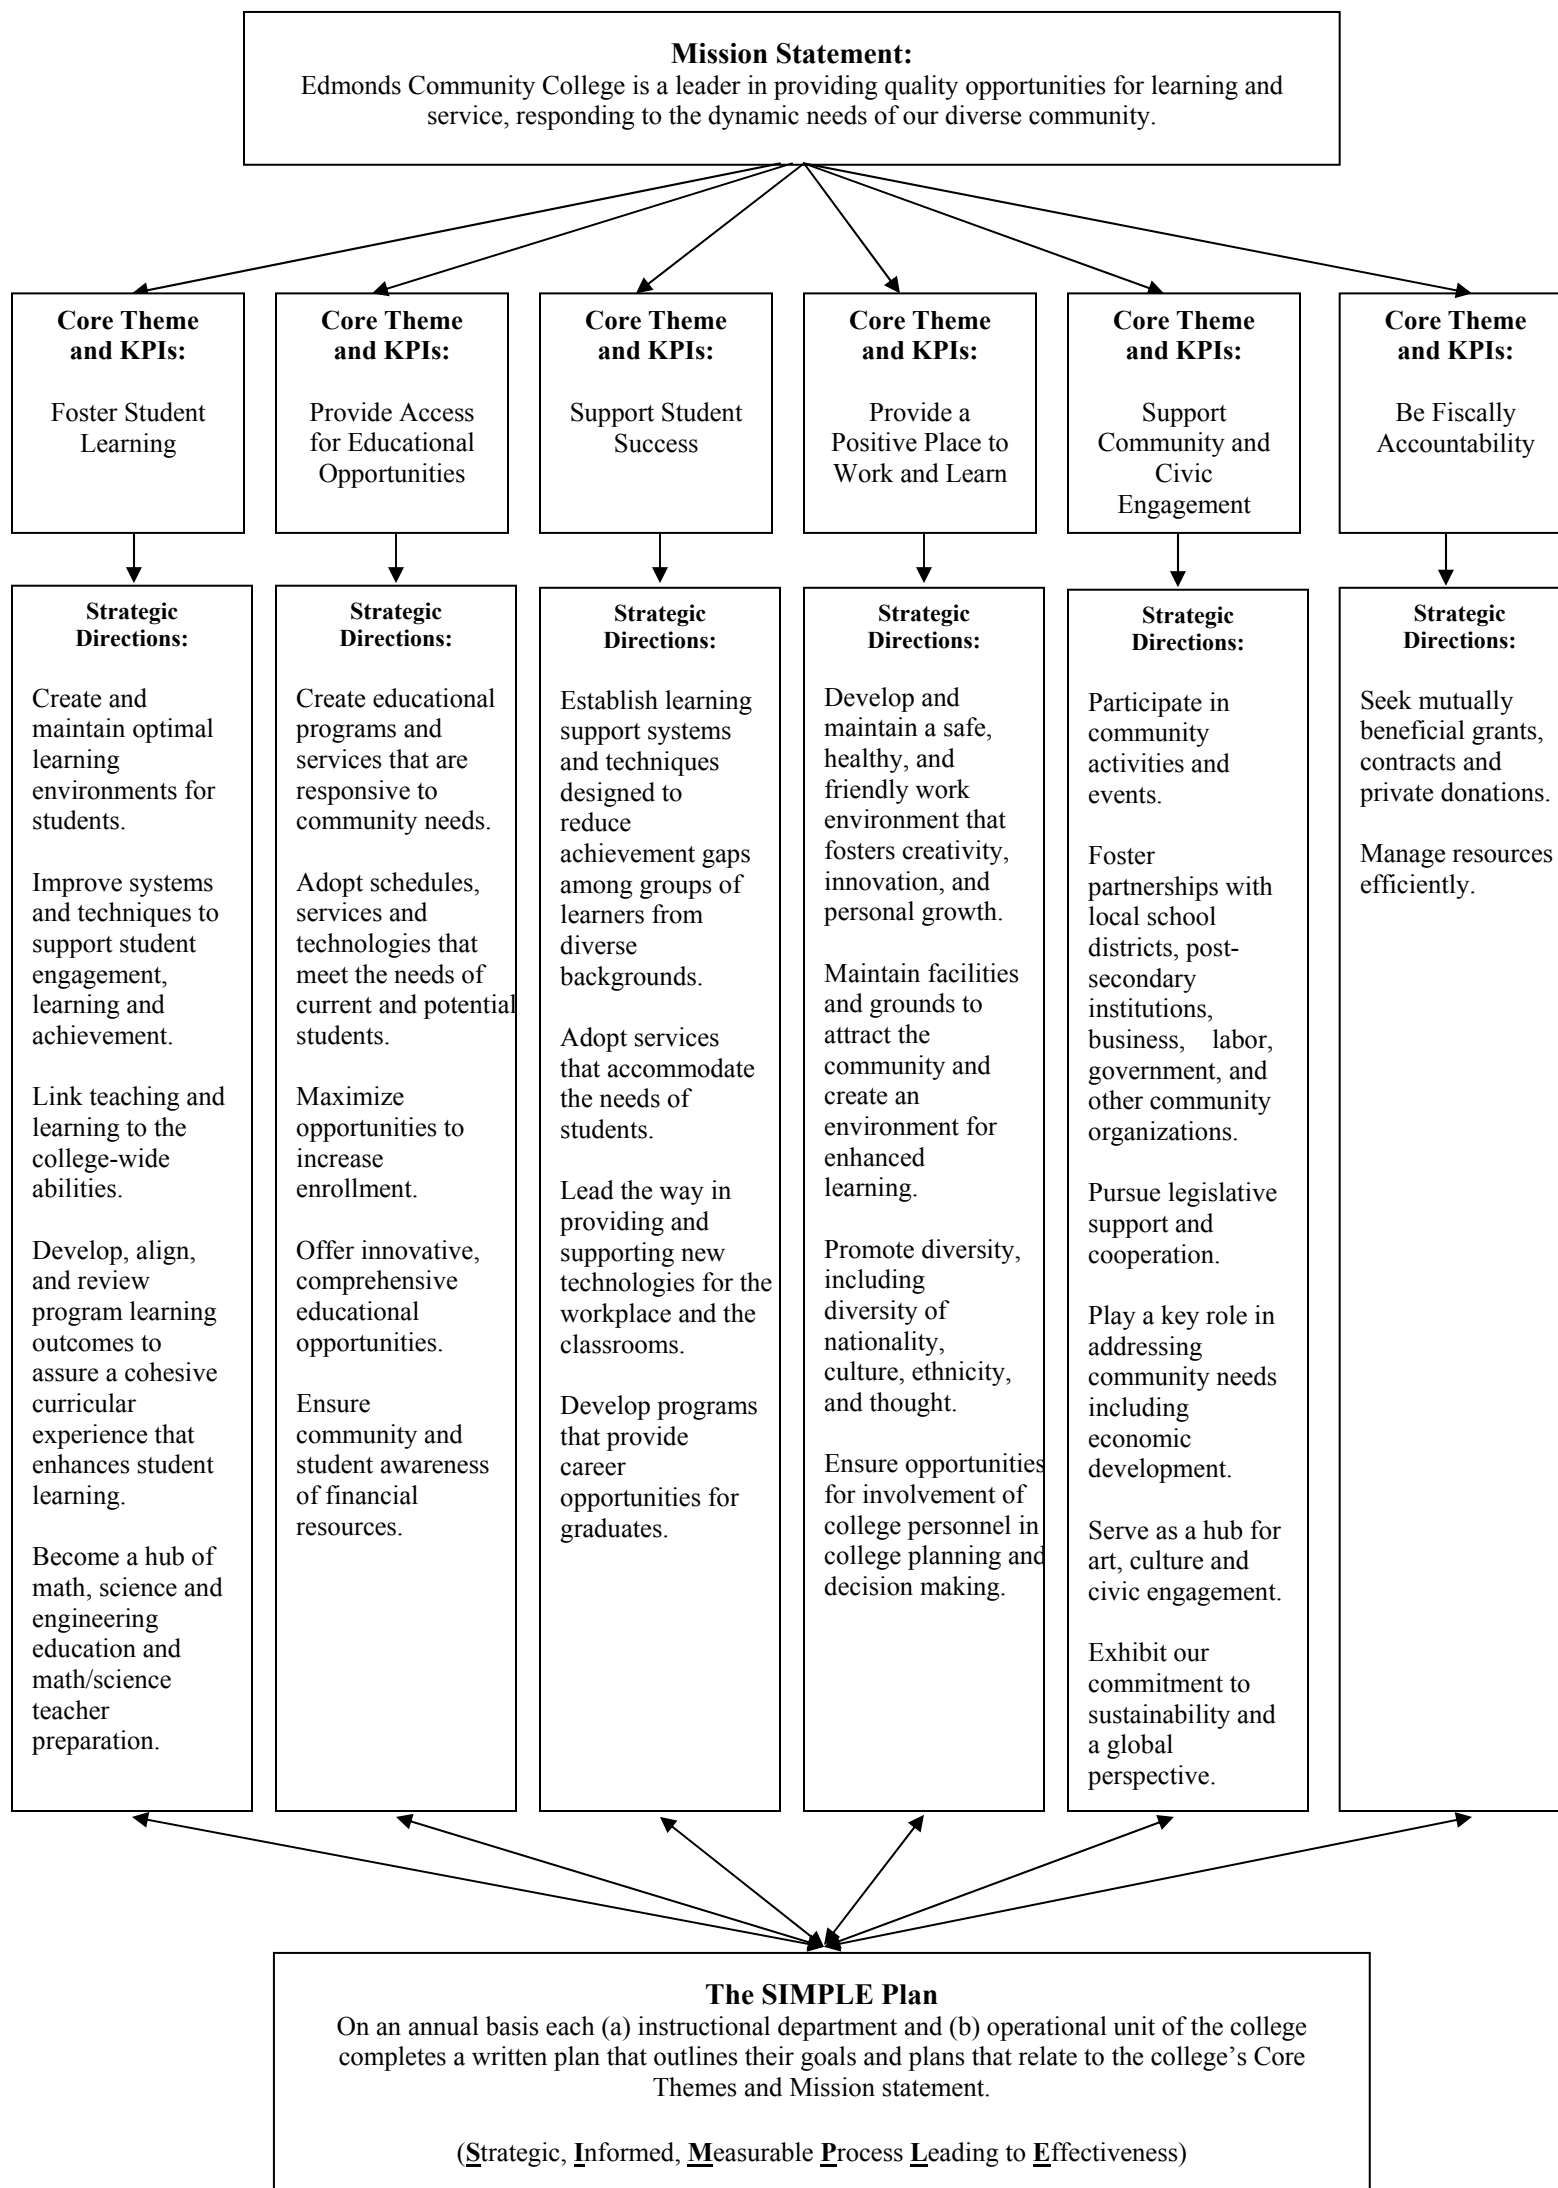 Mission Statement:
Edmonds Community College is a leader in providing quality opportunities for learning and
service, responding to the dynamic needs of our diverse community.
Core Theme
and KPIs:
Foster Student
Learning
Core Theme
and KPIs:
Provide Access
for Educational
Opportunities
Core Theme
and KPIs:
Support Student
Success
Core Theme
and KPIs:
Provide a
Positive Place to
Work and Learn
Core Theme
and KPIs:
Support
Community and
Civic
Engagement
Core Theme
and KPIs:
Be Fiscally
Accountability
Strategic
Directions:
Create and
maintain optimal
learning
environments for
students.
Improve systems
and techniques to
support student
engagement,
learning and
achievement.
Link teaching and
learning to the
college-wide
abilities.
Develop, align,
and review
program learning
outcomes to
assure a cohesive
curricular
experience that
enhances student
learning.
Become a hub of
math, science and
engineering
education and
math/science
teacher
preparation.
Strategic
Directions:
Create educational
programs and
services that are
responsive to
community needs.
Adopt schedules,
services and
technologies that
meet the needs of
current and potential
students.
Maximize
opportunities to
increase
enrollment.
Offer innovative,
comprehensive
educational
opportunities.
Ensure
community and
student awareness
of financial
resources.
Strategic
Directions:
Establish learning
support systems
and techniques
designed to
reduce
achievement gaps
among groups of
learners from
diverse
backgrounds.
Adopt services
that accommodate
the needs of
students.
Lead the way in
providing and
supporting new
technologies for the
workplace and the
classrooms.
Develop programs
that provide
career
opportunities for
graduates.
Strategic
Directions:
Develop and
maintain a safe,
healthy, and
friendly work
environment that
fosters creativity,
innovation, and
personal growth.
Maintain facilities
and grounds to
attract the
community and
create an
environment for
enhanced
learning.
Promote diversity,
including
diversity of
nationality,
culture, ethnicity,
and thought.
Ensure opportunities
for involvement of
college personnel in
college planning and
decision making.
Strategic
Directions:
Participate in
community
activities and
events.
Foster
partnerships with
local school
districts, post-
secondary
institutions,
business, labor,
government, and
other community
organizations.
Pursue legislative
support and
cooperation.
Play a key role in
addressing
community needs
including
economic
development.
Serve as a hub for
art, culture and
civic engagement.
Exhibit our
commitment to
sustainability and
a global
perspective.
Strategic
Directions:
Seek mutually
beneficial grants,
contracts and
private donations.
Manage resources
efficiently.
The SIMPLE Plan
On an annual basis each (a) instructional department and (b) operational unit of the college
completes a written plan that outlines their goals and plans that relate to the college’s Core
Themes and Mission statement.
(Strategic, Informed, Measurable Process Leading to Effectiveness)